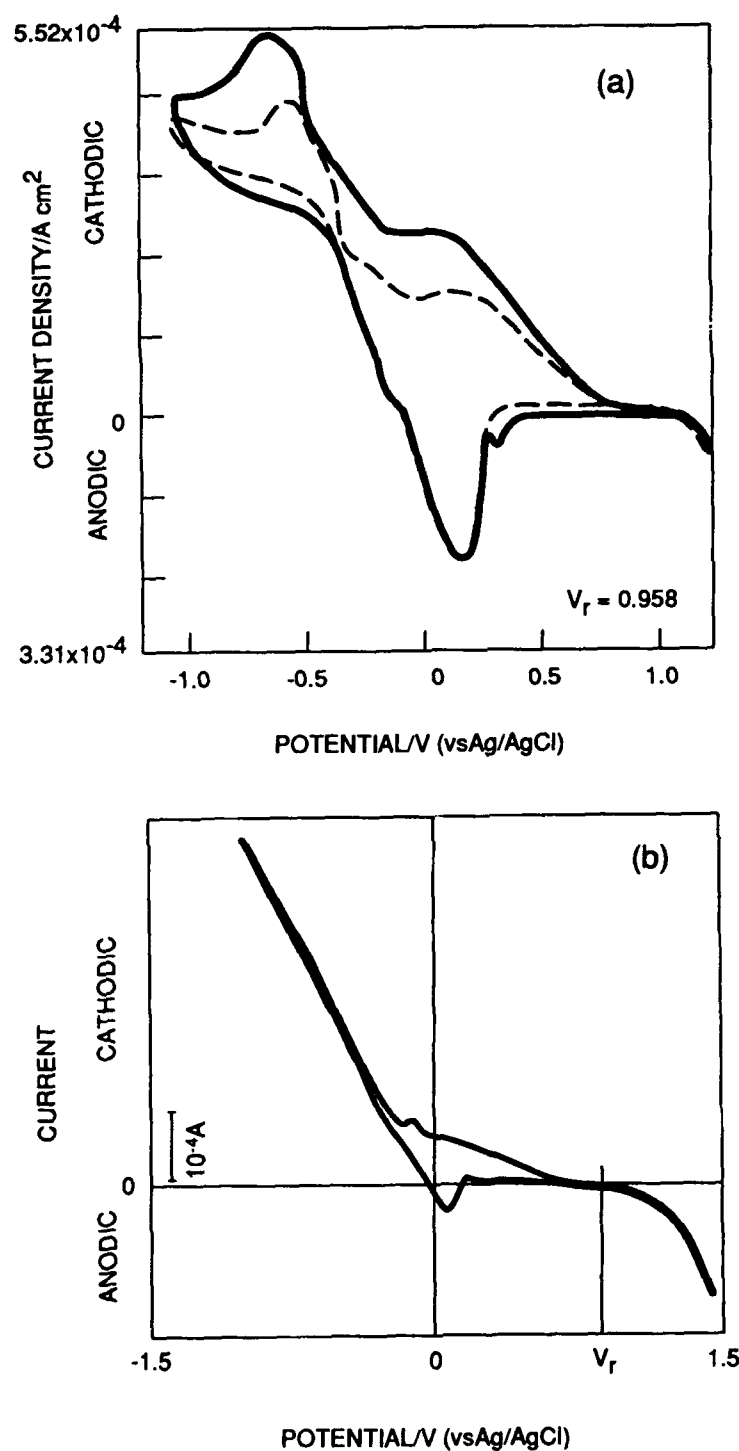 5.52x10-4
(a)
CURRENT DENSITY/A cm2
CATHODIC
0
ANODIC
Vr = 0.958
3.31x10-4
-1.0 -0.5 0 0.5 1.0
POTENTIAL/V (vsAg/AgCl)
(b)
CURRENT
CATHODIC
10-4A
0
ANODIC
-1.5 0 Vr 1.5
POTENTIAL/V (vsAg/AgCl)